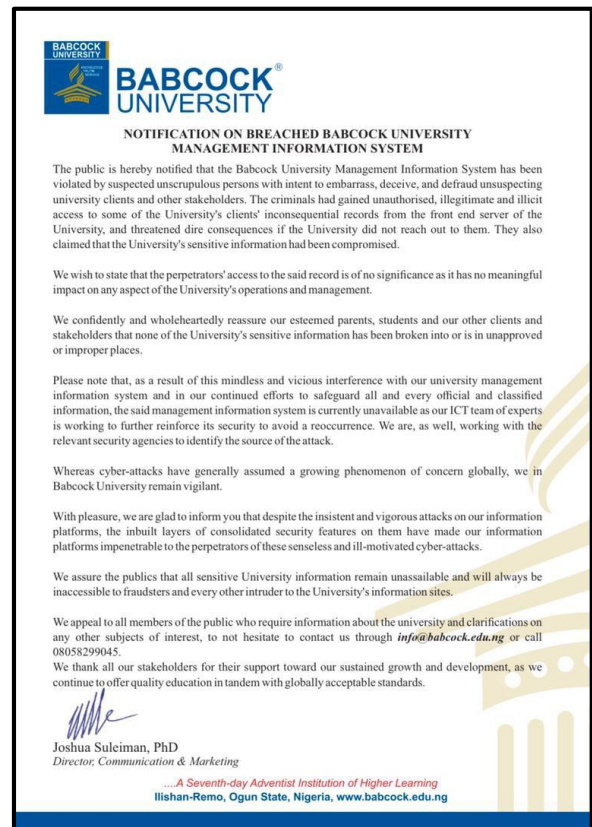 BABCOCK
UNIVERSITY
BABCOCK®
UNIVERSITY
NOTIFICATION ON BREACHED BABCOCK UNIVERSITY
MANAGEMENT INFORMATION SYSTEM
The public is hereby notified that the Babcock University Management Information System has been
violated by suspected unscrupulous persons with intent to embarrass, deceive, and defraud unsuspecting
university clients and other stakeholders. The criminals had gained unauthorised, illegitimate and illicit
access to some of the University's clients' inconsequential records from the front end server of the
University, and threatened dire consequences if the University did not reach out to them. They also
claimed that the University's sensitive information had been compromised.
We wish to state that the perpetrators' access to the said record is of no significance as it has no meaningful
impact on any aspect of the University's operations and management.
We confidently and wholeheartedly reassure our esteemed parents, students and our other clients and
stakeholders that none of the University's sensitive information has been broken into or is in unapproved
or improper places.
Please note that, as a result of this mindless and vicious interference with our university management
information system and in our continued efforts to safeguard all and every official and classified
information, the said management information system is currently unavailable as our ICT team of experts
is working to further reinforce its security to avoid a reoccurrence. We are, as well, working with the
relevant security agencies to identify the source of the attack.
Whereas cyber-attacks have generally assumed a growing phenomenon of concern globally, we in
Babcock University remain vigilant.
With pleasure, we are glad to inform you that despite the insistent and vigorous attacks on our information
platforms, the inbuilt layers of consolidated security features on them have made our information
platforms impenetrable to the perpetrators of these senseless and ill-motivated cyber-attacks.
We assure the publics that all sensitive University information remain unassailable and will always be
inaccessible to fraudsters and every other intruder to the University's information sites.
We appeal to all members of the public who require information about the university and clarifications on
any other subjects of interest, to not hesitate to contact us through info@babcock.edu.ng or call
08058299045.
We thank all our stakeholders for their support toward our sustained growth and development, as we
continue to offer quality education in tandem with globally acceptable standards.
Joshua Suleiman, PhD
Director, Communication & Marketing
....A Seventh-day Adventist Institution of Higher Learning
Ilishan-Remo, Ogun State, Nigeria, www.babcock.edu.ng